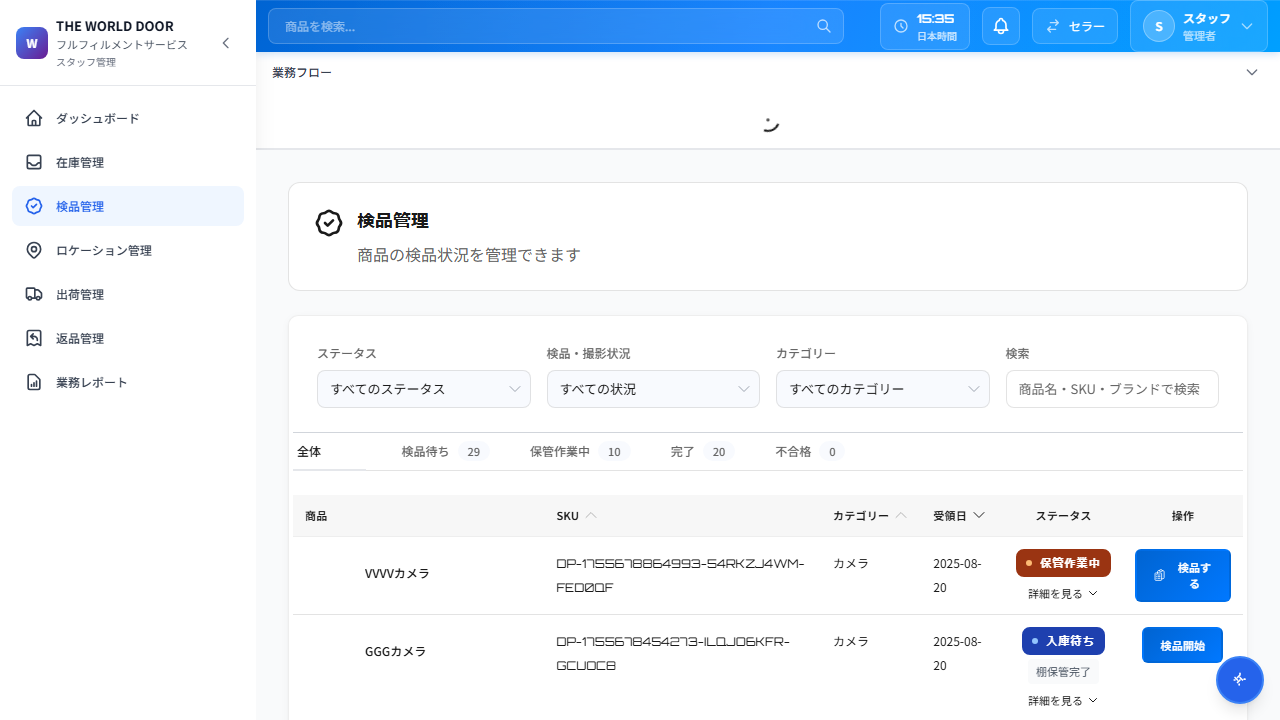 W
THE WORLD DOOR
フルフィルメントサービス
スタッフ管理
ダッシュボード
在庫管理
検品管理
ロケーション管理
出荷管理
返品管理
業務レポート
商品を検索...
15:35
日本時間
セラー
S
スタッフ
管理者
業務フロー
検品管理
商品の検品状況を管理できます
ステータス
検品・撮影状況
カテゴリー
検索
すべてのステータス
すべての状況
すべてのカテゴリー
商品名・SKU・ブランドで検索
全体
検品待ち 29
保管作業中 10
完了 20
不合格 0
商品
SKU
カテゴリー
受領日
ステータス
操作
VVVVカメラ
DP-1755678864993-54RKZJ4WM-
FED0QF
カメラ
2025-08-
20
保管作業中
詳細を見る
検品す
る
GGGカメラ
DP-1755678454273-ILQJ06KFR-
GCUOC8
カメラ
2025-08-
20
入庫待ち
棚保管完了
詳細を見る
検品開始